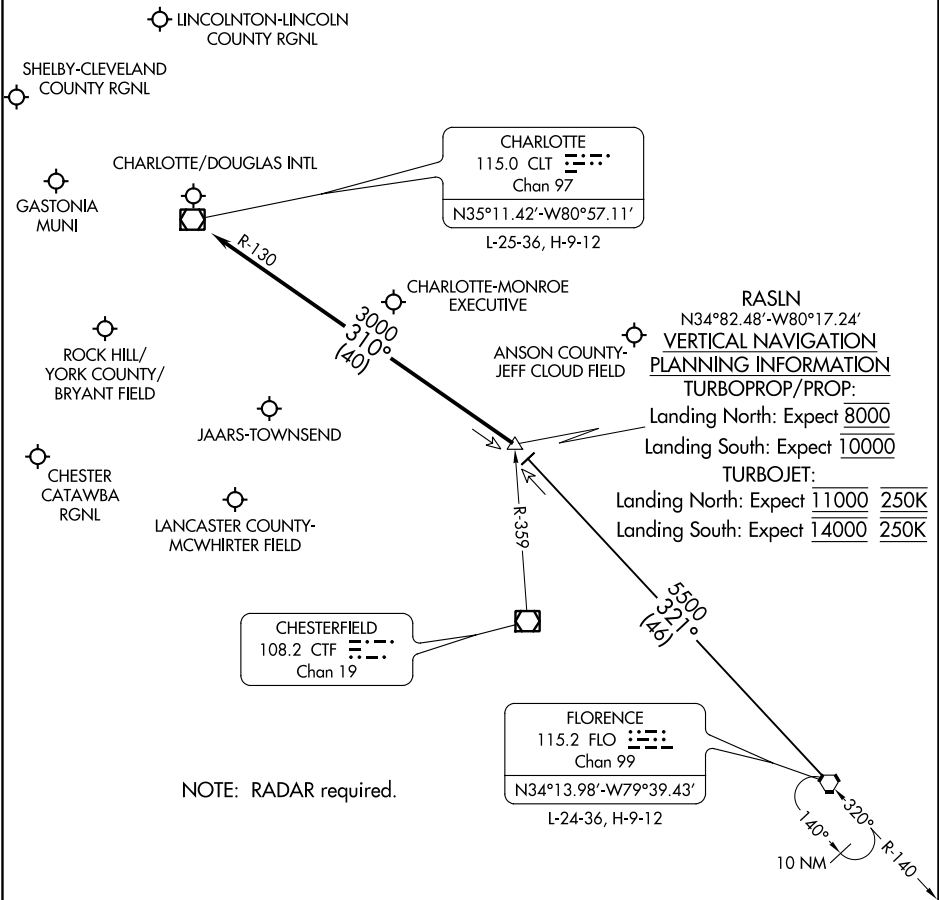 LINCOLNTON-LINCOLN
COUNTY RGNL
SHELBY-CLEVELAND
COUNTY RGNL
CHARLOTTE/DOUGLAS INTL
GASTONIA
MUNI
CHARLOTTE
115.0 CLT
Chan 97
N35°11.42'-W80°57.11'
L-25-36, H-9-12
R-130
3000
310°
(40)
CHARLOTTE-MONROE
EXECUTIVE
ROCK HILL/
YORK COUNTY/
BRYANT FIELD
ANSON COUNTY-
JEFF CLOUD FIELD
RASLN
N34°82.48'-W80°17.24'
VERTICAL NAVIGATION
PLANNING INFORMATION
TURBOPROP/PROP:
Landing North: Expect 8000
Landing South: Expect 10000
TURBOJET:
Landing North: Expect 11000 250K
Landing South: Expect 14000 250K
JAARS-TOWNSEND
CHESTER
CATAWBA
RGNL
LANCASTER COUNTY-
MCWHIRTER FIELD
R-359
CHESTERFIELD
108.2 CTF
Chan 19
5500
321°
(46)
FLORENCE
115.2 FLO
Chan 99
N34°13.98'-W79°39.43'
L-24-36, H-9-12
NOTE: RADAR required.
140°
320°
R-140
10 NM